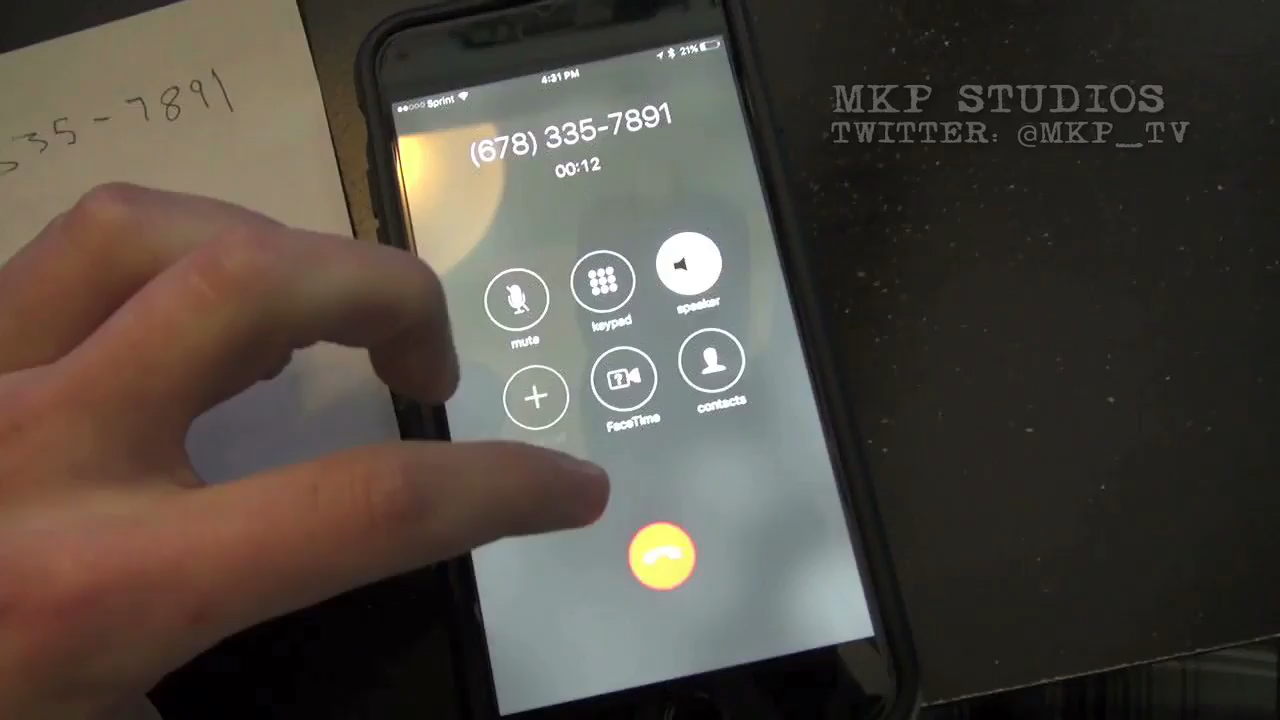 35-7891
Sprint
4:31 PM
21%
(678) 335-7891
00:12
mute
keypad
speaker
FaceTime
contacts
MKP STUDIOS
TWITTER: @MKP_TV